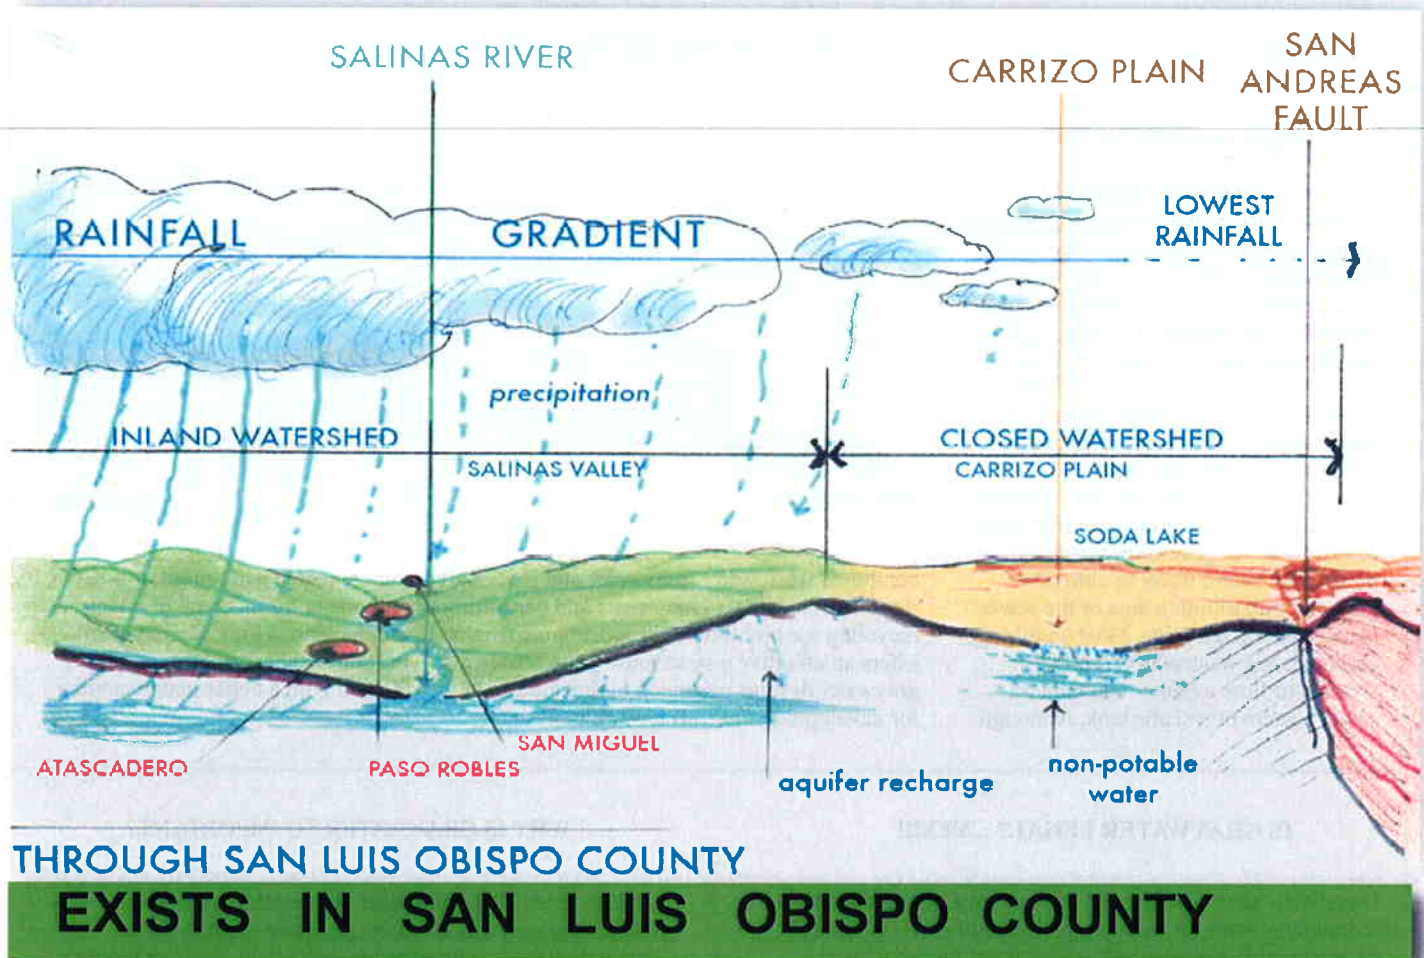 SALINAS RIVER
CARRIZO PLAIN
SAN
ANDREAS
FAULT
RAINFALL GRADIENT
LOWEST
RAINFALL
precipitation
INLAND WATERSHED
SALINAS VALLEY
CLOSED WATERSHED
CARRIZO PLAIN
SODA LAKE
ATASCADERO
PASO ROBLES
SAN MIGUEL
aquifer recharge
non-potable
water
THROUGH SAN LUIS OBISPO COUNTY
EXISTS IN SAN LUIS OBISPO COUNTY